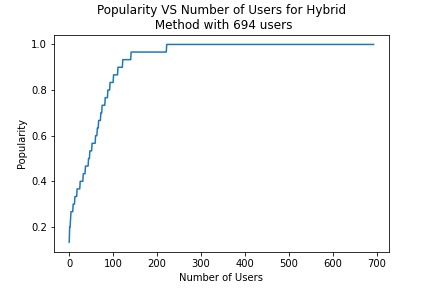 Popularity VS Number of Users for Hybrid
Method with 694 users
1.0
0.8
0.6
0.4
0.2
Popularity
0 100 200 300 400 500 600 700
Number of Users